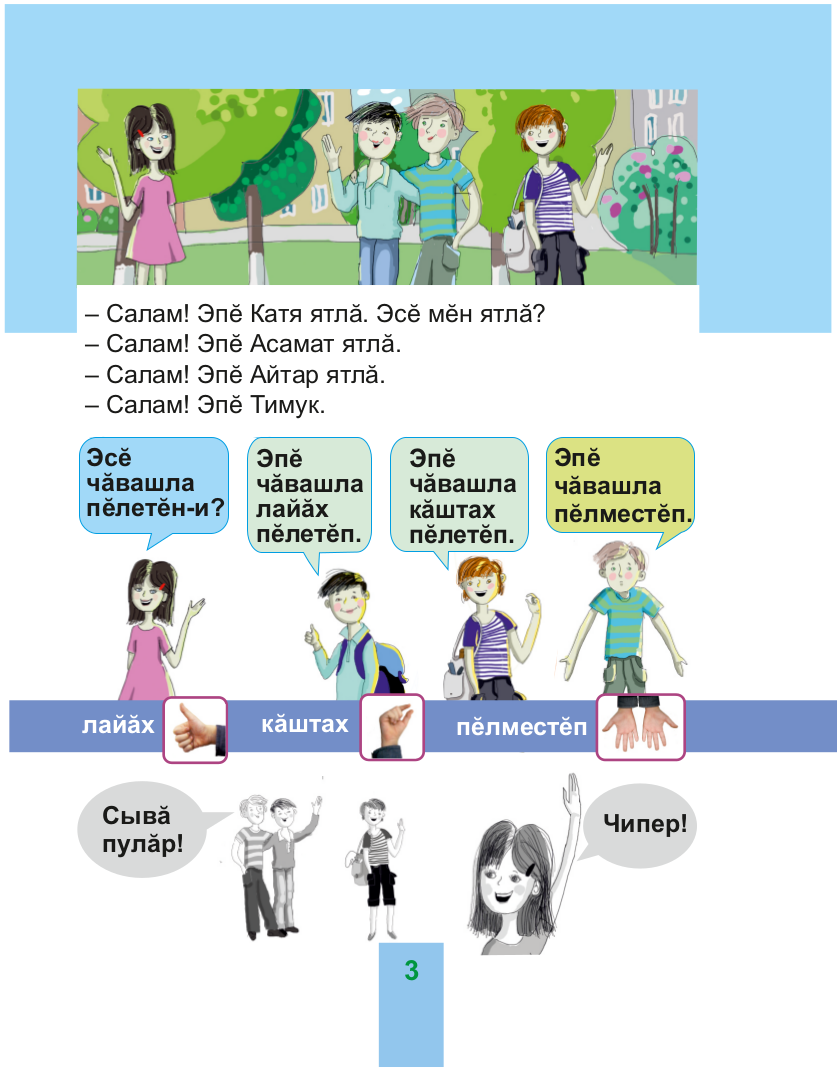 – Салам! Эпӗ Катя ятлӑ. Эсӗ мӗн ятлӑ?
– Салам! Эпӗ Асамат ятлӑ.
– Салам! Эпӗ Айтар ятлӑ.
– Салам! Эпӗ Тимук.
Эсӗ
чӑвашла
пӗлетӗн-и?
Эпӗ
чӑвашла
лайӑх
пӗлетӗп.
Эпӗ
чӑвашла
кӑштах
пӗлетӗп.
Эпӗ
чӑвашла
пӗлместӗп.
лайӑх
кӑштах
пӗлместӗп
Сывӑ
пулӑр!
Чипер!
3